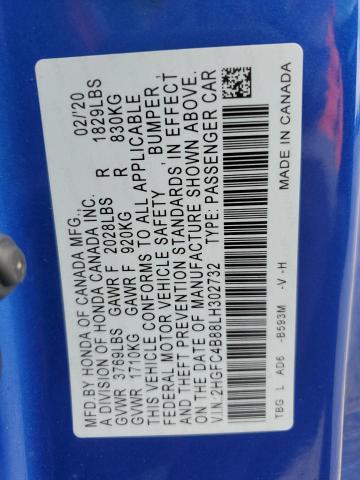 MFD.BY HONDA OF CANADA MFG., 02/'20
A DIVISION OF HONDA CANADA INC.
GVWR 3769LBS GAWR F 2028LBS R 1829LBS
GVWR 1710KG GAWR F 920KG R 830KG
THIS VEHICLE CONFORMS TO ALL APPLICABLE
FEDERAL MOTOR VEHICLE SAFETY , BUMPER,
AND THEFT PREVENTION STANDARDS IN EFFECT
ON THE DATE OF MANUFACTURE SHOWN ABOVE.
V.I.N.:2HGFC4B88LH302732 TYPE:PASSENGER CAR
TBG L AD6 -B593M -V -H
MADE IN CANADA